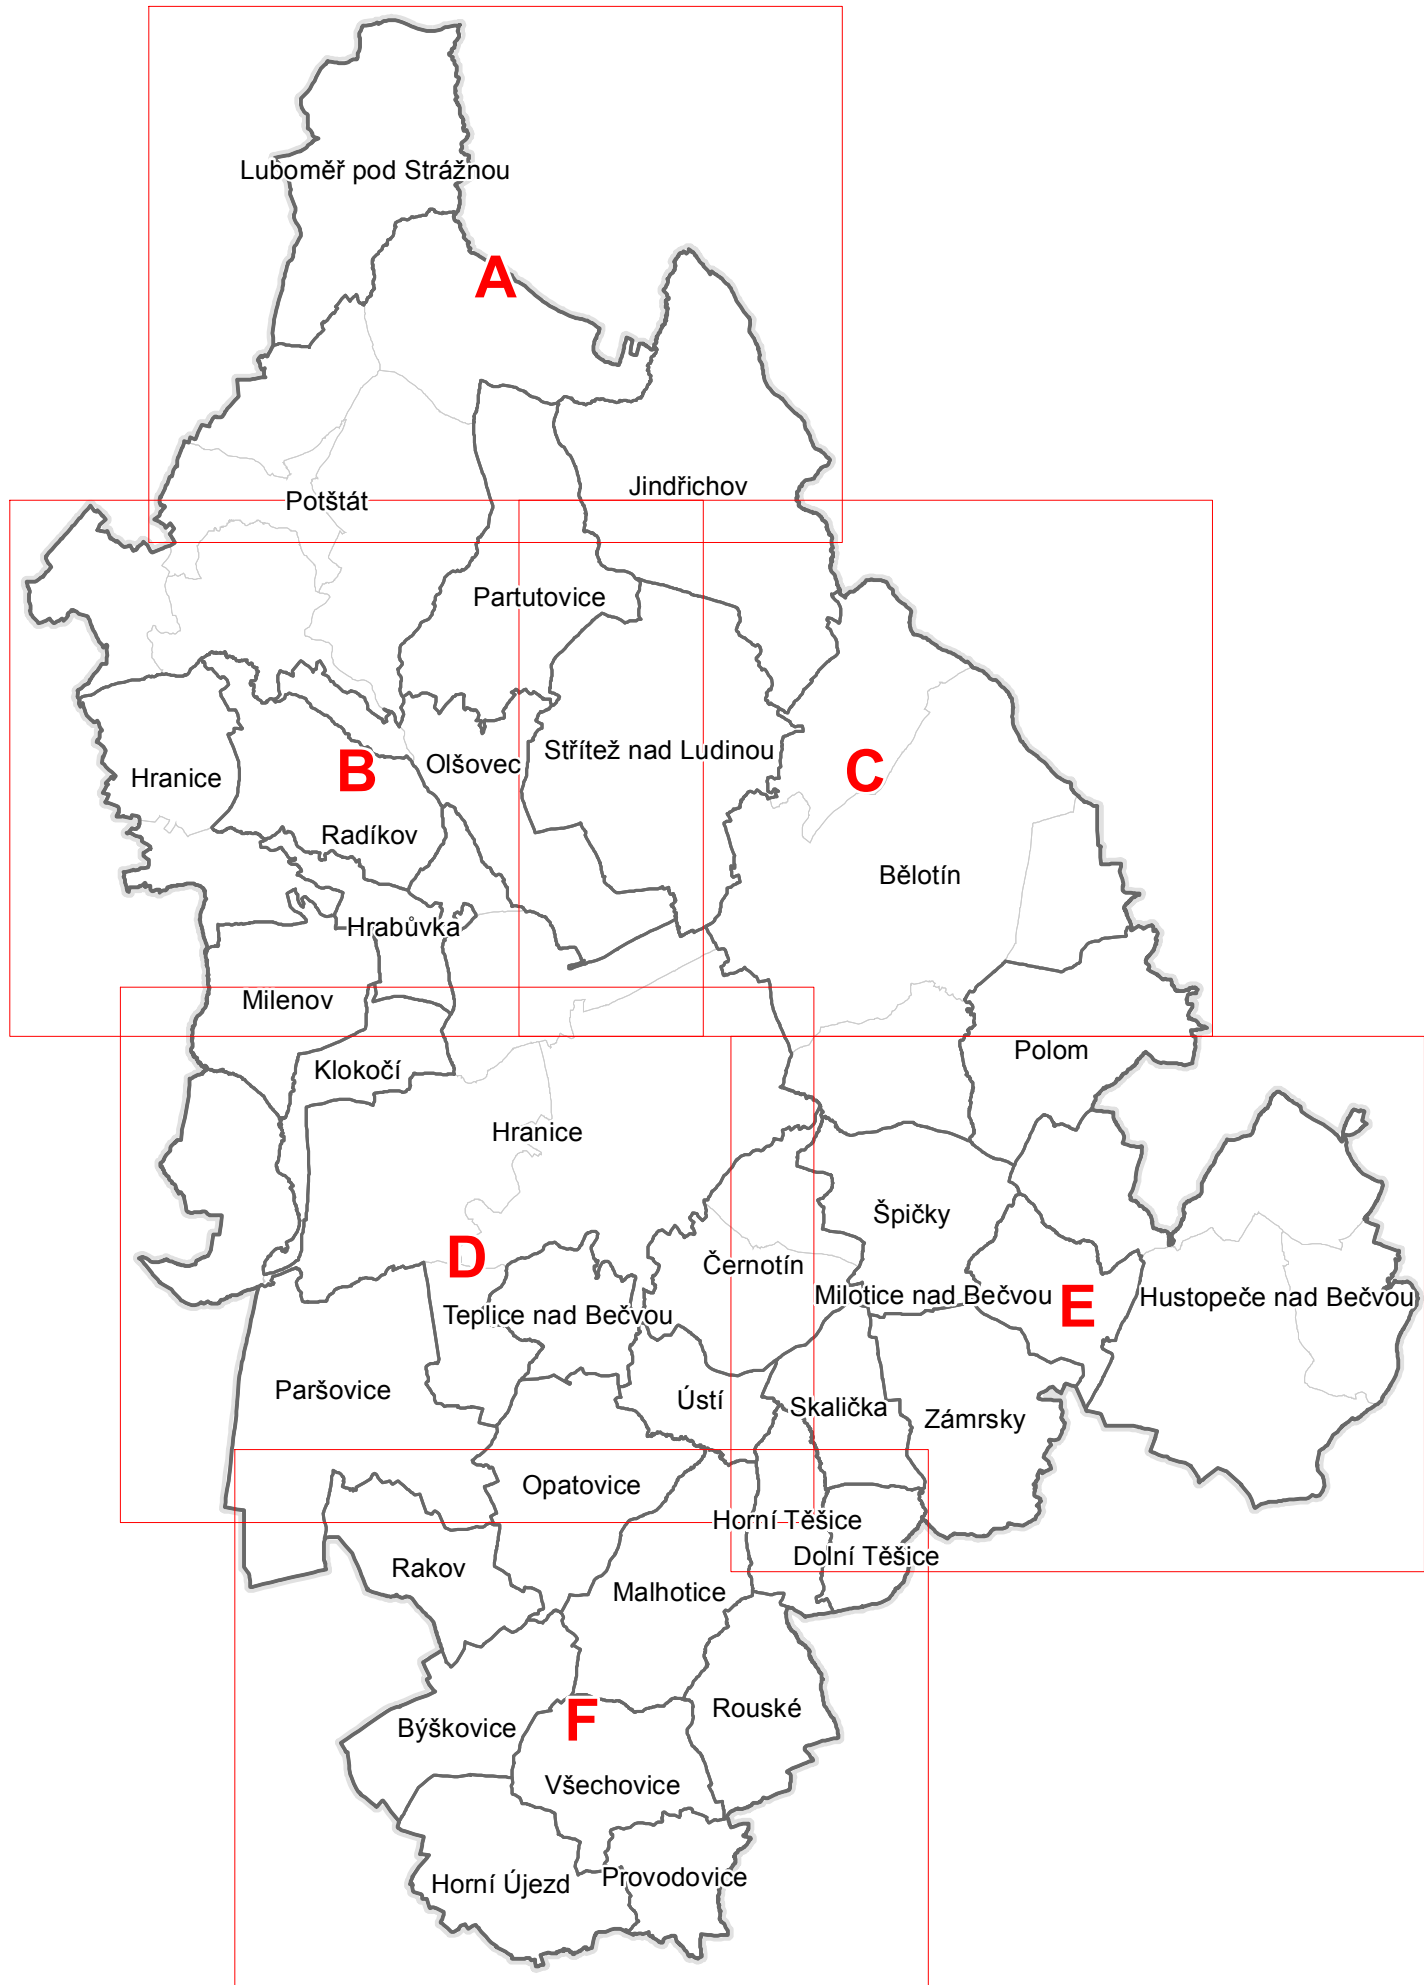 Luboměř pod Strážnou
A
Jindřichov
Potštát
Partutovice
Střítež nad Ludinou
Olšovec
B
C
Hranice
Radíkov
Bělotín
Hrabůvka
Milenov
Polom
Klokočí
Hranice
Špičky
D
Černotín
Milotice nad Bečvou
E
Hustopeče nad Bečvou
Teplice nad Bečvou
Paršovice
Ústí
Skalička
Zámrsky
Opatovice
Horní Těšice
Dolní Těšice
Rakov
Malhotice
Rouské
F
Býškovice
Všechovice
Horní Újezd
Provodovice